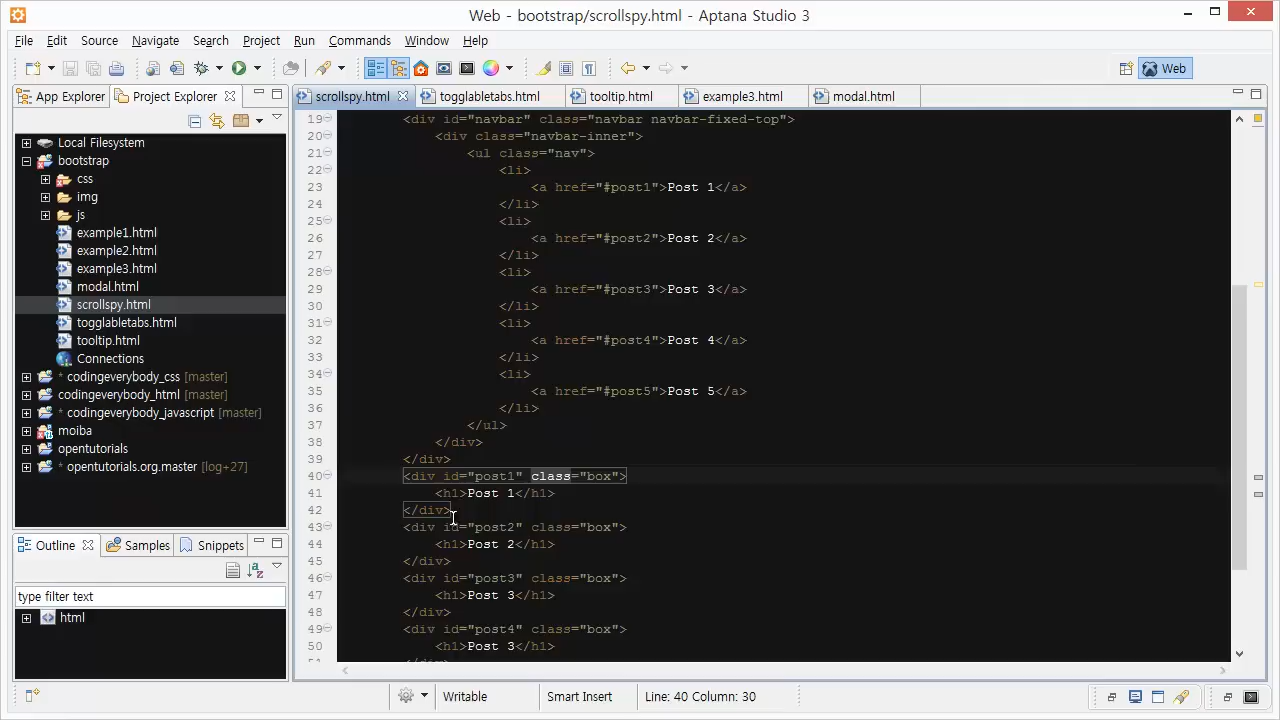 Web - bootstrap/scrollspy.html - Aptana Studio 3
File Edit Source Navigate Search Project Run Commands Window Help
Web
App Explorer Project Explorer
scrollspy.html togglabletabs.html tooltip.html example3.html modal.html
Local Filesystem
bootstrap
css
img
js
example1.html
example2.html
example3.html
modal.html
scrollspy.html
togglabletabs.html
tooltip.html
Connections
* codingeverybody_css [master]
codingeverybody_html [master]
* codingeverybody_javascript [master]
moiba
opentutorials
* opentutorials.org.master [log+27]
Outline Samples Snippets
type filter text
html
19 <div id="navbar" class="navbar navbar-fixed-top">
20 <div class="navbar-inner">
21 <ul class="nav">
22 <li>
23 <a href="#post1">Post 1</a>
24 </li>
25 <li>
26 <a href="#post2">Post 2</a>
27 </li>
28 <li>
29 <a href="#post3">Post 3</a>
30 </li>
31 <li>
32 <a href="#post4">Post 4</a>
33 </li>
34 <li>
35 <a href="#post5">Post 5</a>
36 </li>
37 </ul>
38 </div>
39 </div>
40 <div id="post1" class="box">
41 <h1>Post 1</h1>
42 </div>
43 <div id="post2" class="box">
44 <h1>Post 2</h1>
45 </div>
46 <div id="post3" class="box">
47 <h1>Post 3</h1>
48 </div>
49 <div id="post4" class="box">
50 <h1>Post 3</h1>
Writable Smart Insert Line: 40 Column: 30